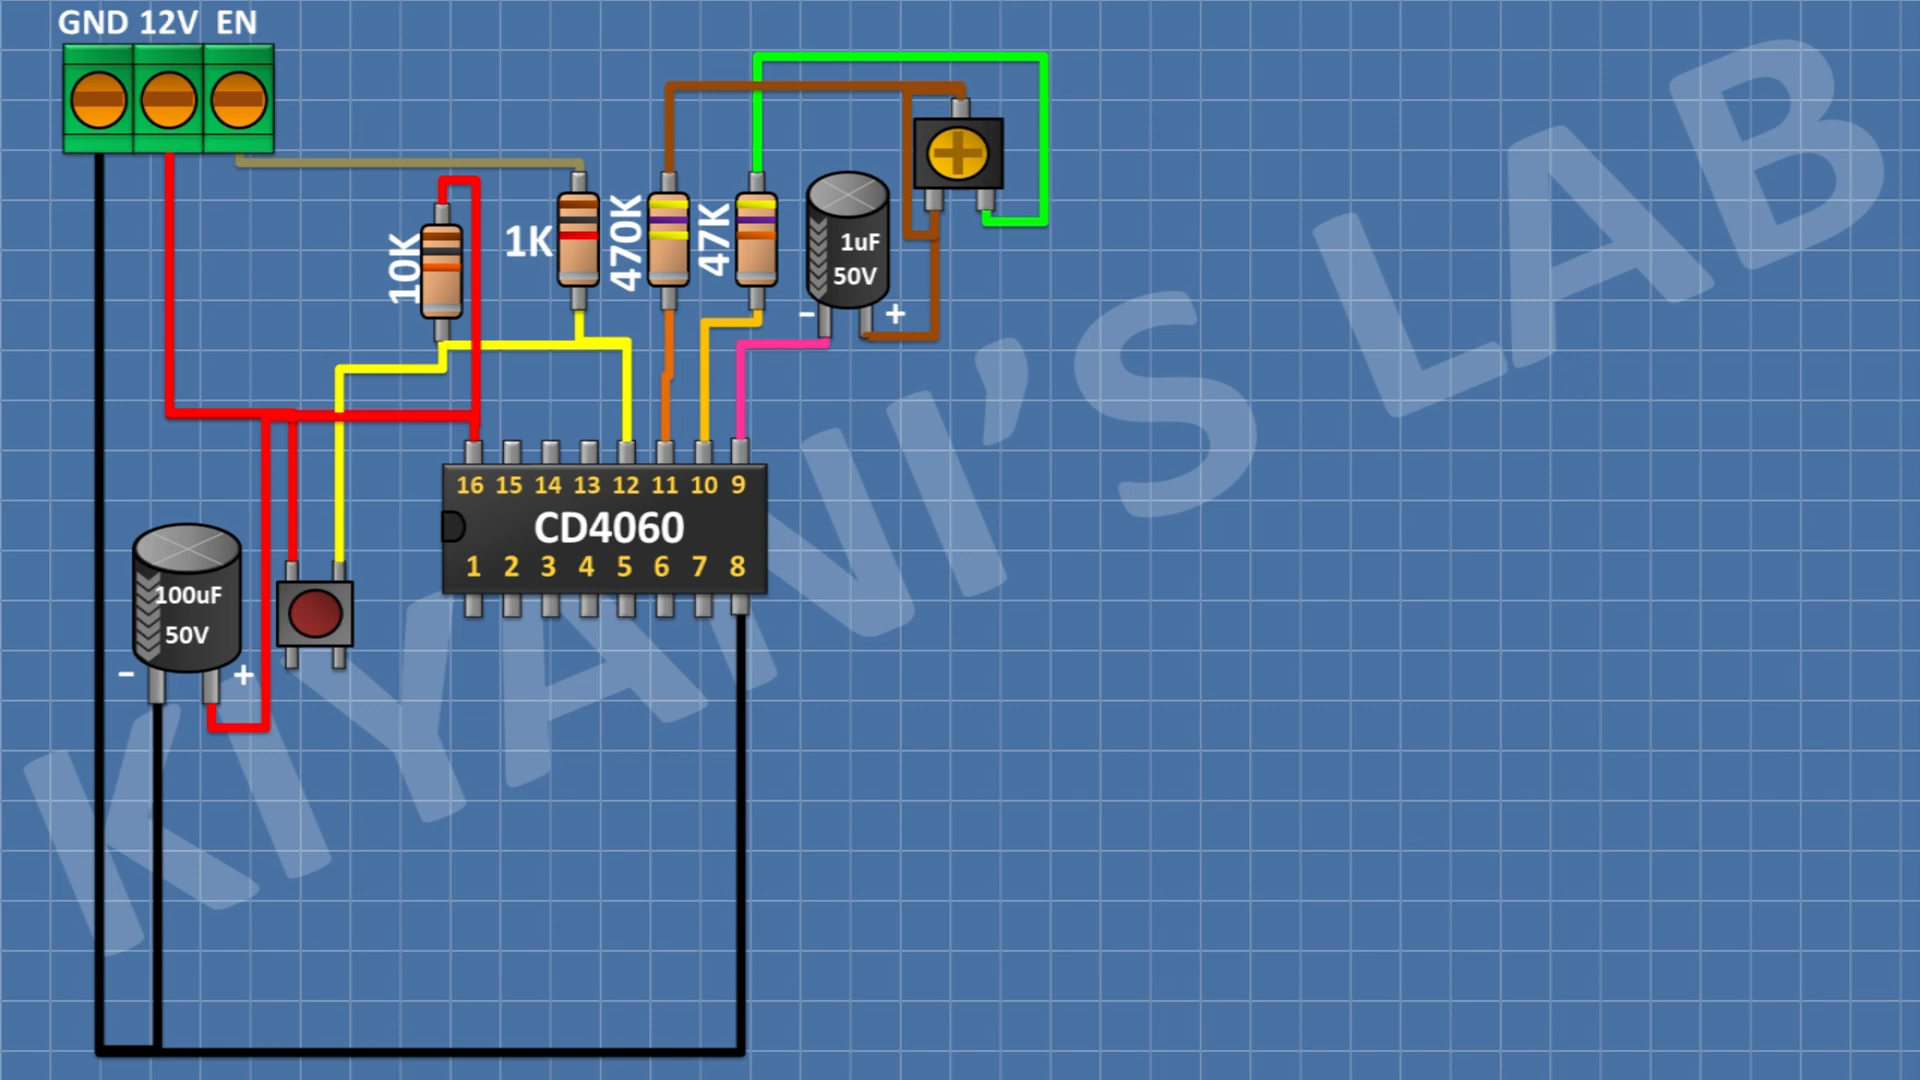 GND 12V EN
10K
1K
470K
47K
1uF
50V
- +
16 15 14 13 12 11 10 9
CD4060
1 2 3 4 5 6 7 8
100uF
50V
- +
KIYANI'S LAB